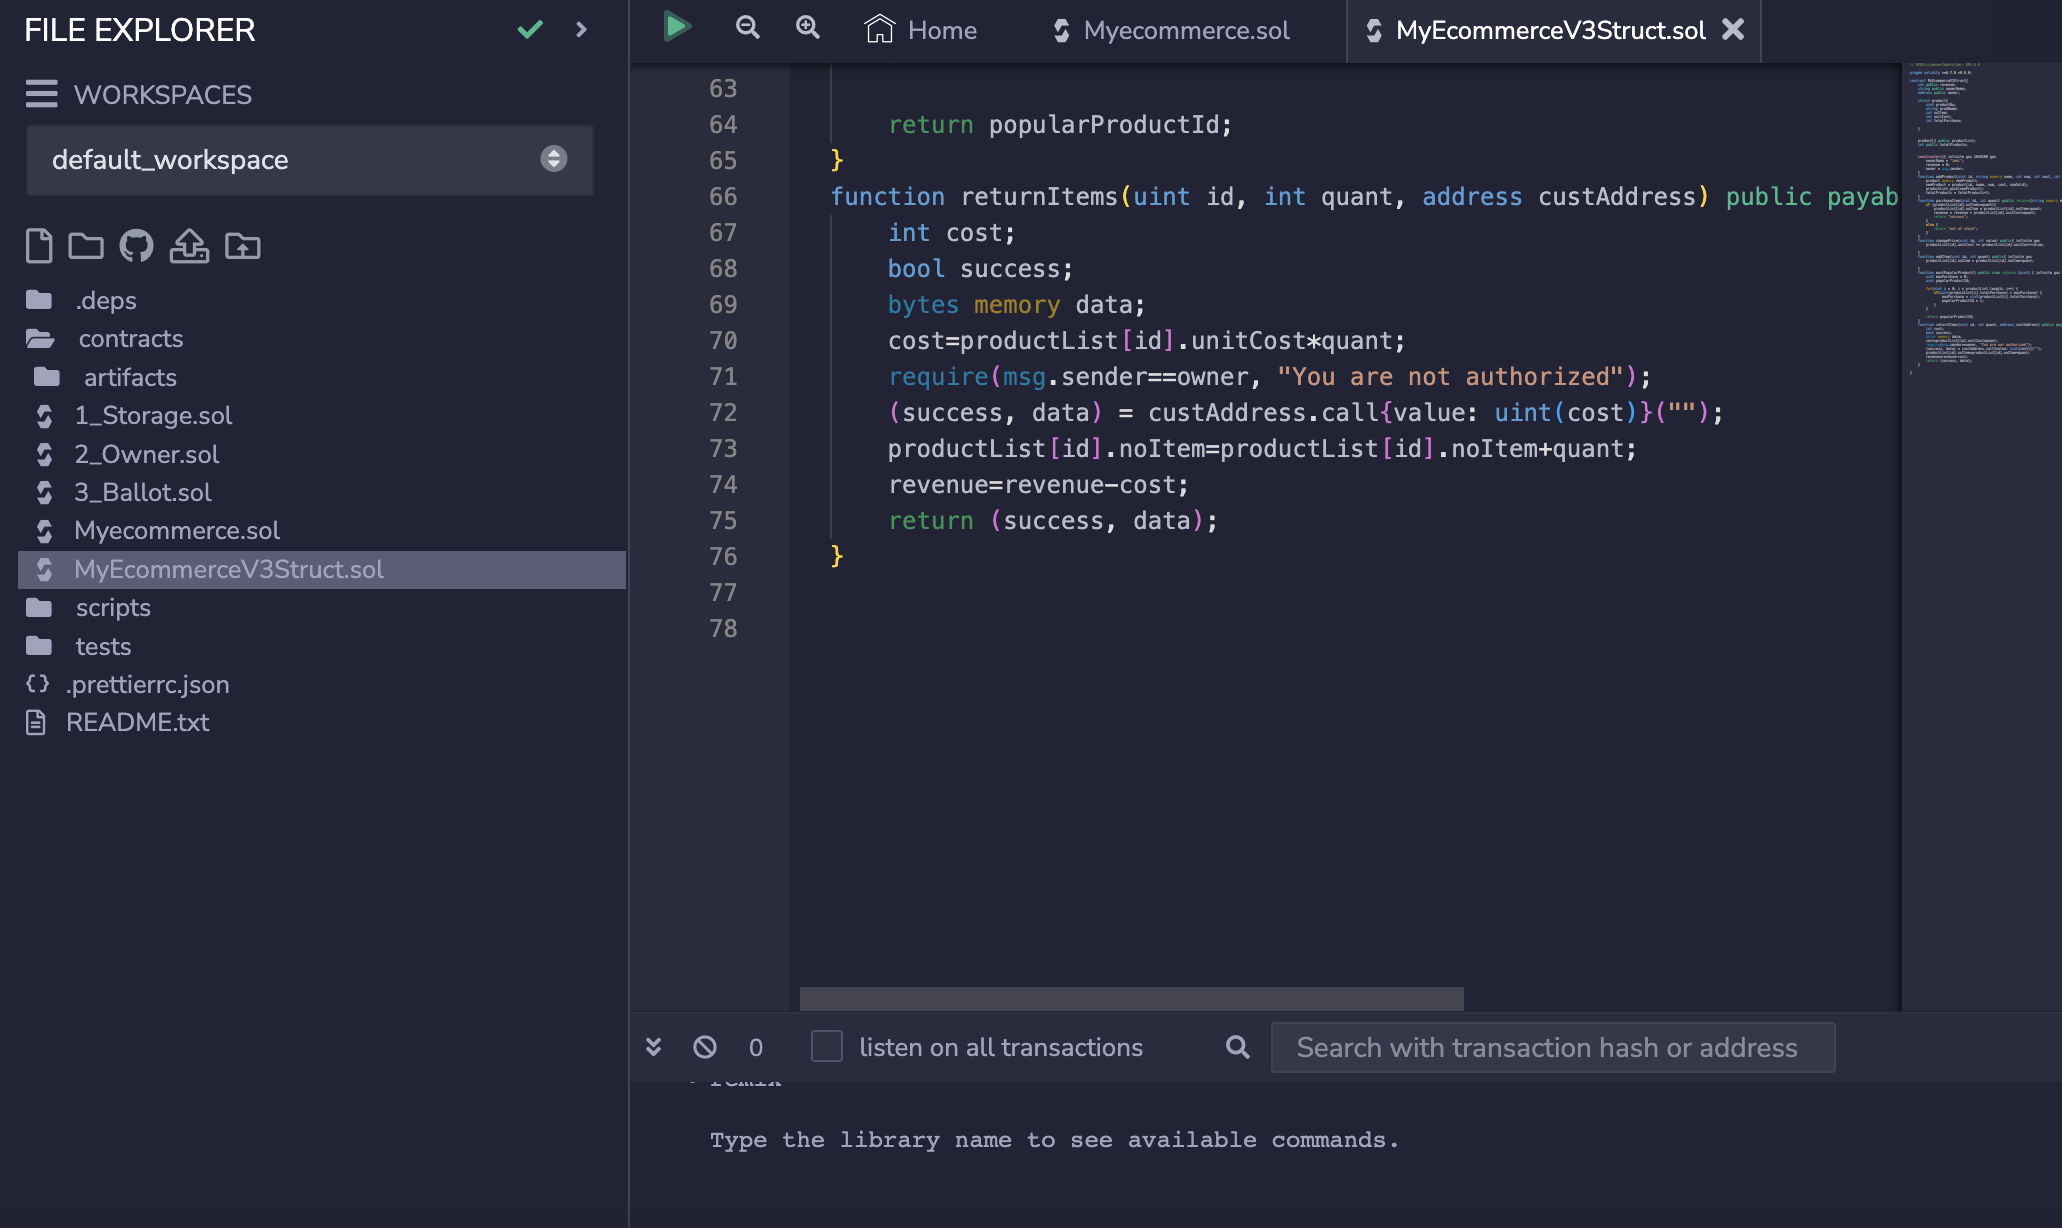 FILE EXPLORER
WORKSPACES
default_workspace
.deps
contracts
artifacts
1_Storage.sol
2_Owner.sol
3_Ballot.sol
Myecommerce.sol
MyEcommerceV3Struct.sol
scripts
tests
.prettierrc.json
README.txt
Home
Myecommerce.sol
MyEcommerceV3Struct.sol
63
64 return popularProductId;
65 }
66 function returnItems(uint id, int quant, address custAddress) public payab
67 int cost;
68 bool success;
69 bytes memory data;
70 cost=productList[id].unitCost*quant;
71 require(msg.sender==owner, "You are not authorized");
72 (success, data) = custAddress.call{value: uint(cost)}("");
73 productList[id].noItem=productList[id].noItem+quant;
74 revenue=revenue-cost;
75 return (success, data);
76 }
77
78
0
listen on all transactions
Search with transaction hash or address
remix
Type the library name to see available commands.